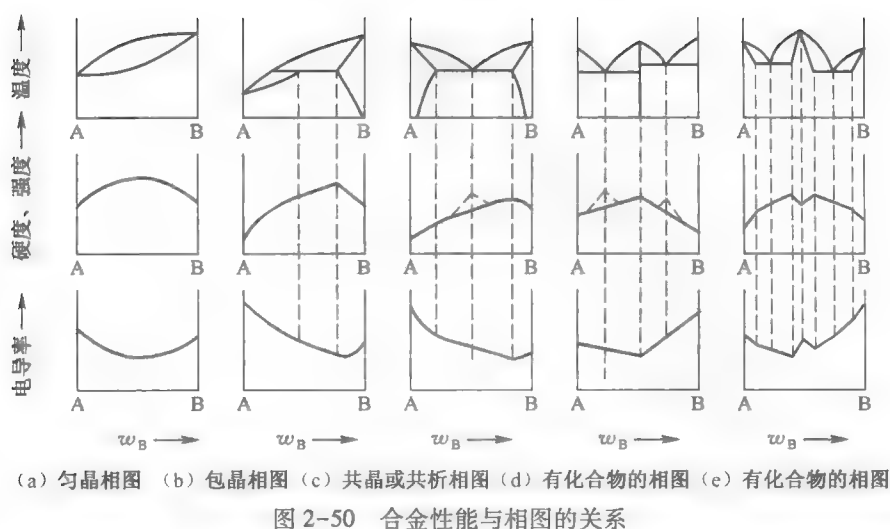 温度
A B A B A B A B A B
硬度、强度
A B A B A B A B A B
电导率
A B A B A B A B A B
w_B w_B w_B w_B w_B
(a) 匀晶相图 (b) 包晶相图 (c) 共晶或共析相图 (d) 有化合物的相图 (e) 有化合物的相图
图 2-50 合金性能与相图的关系